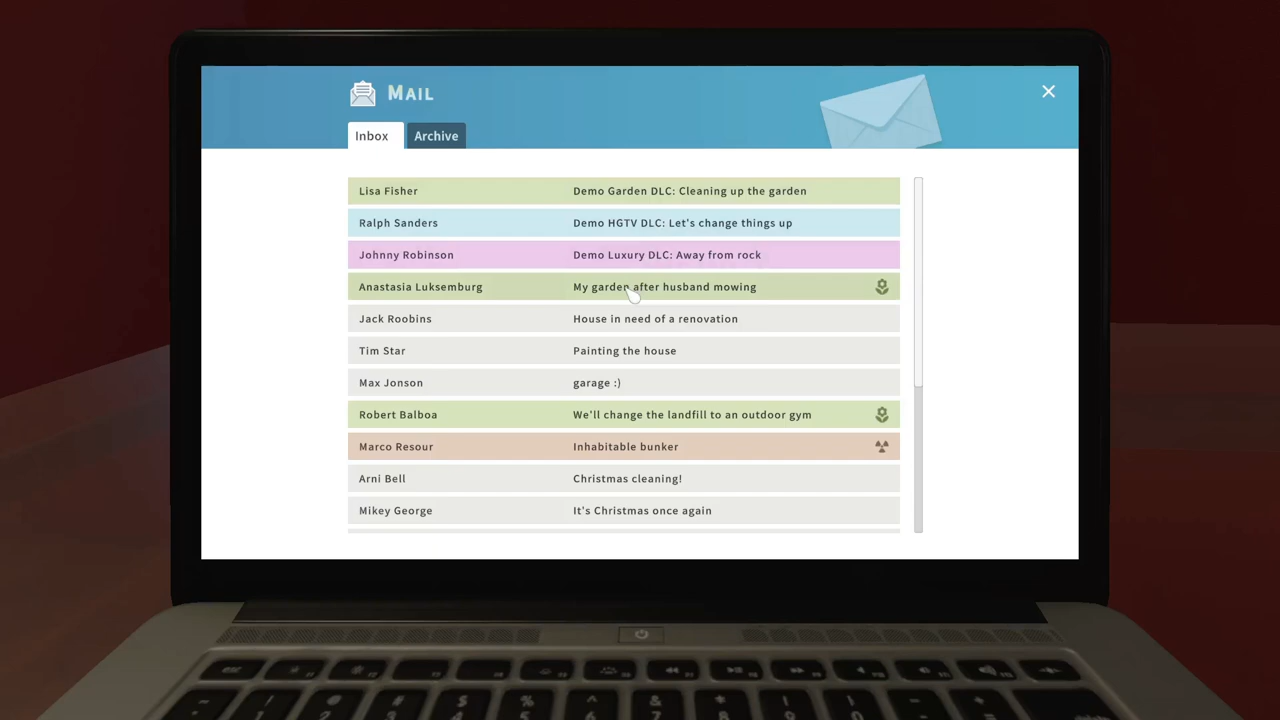 Mail
Inbox Archive
Lisa Fisher Demo Garden DLC: Cleaning up the garden
Ralph Sanders Demo HGTV DLC: Let's change things up
Johnny Robinson Demo Luxury DLC: Away from rock
Anastasia Luksemburg My garden after husband mowing
Jack Roobins House in need of a renovation
Tim Star Painting the house
Max Jonson garage :)
Robert Balboa We'll change the landfill to an outdoor gym
Marco Resour Inhabitable bunker
Arni Bell Christmas cleaning!
Mikey George It's Christmas once again